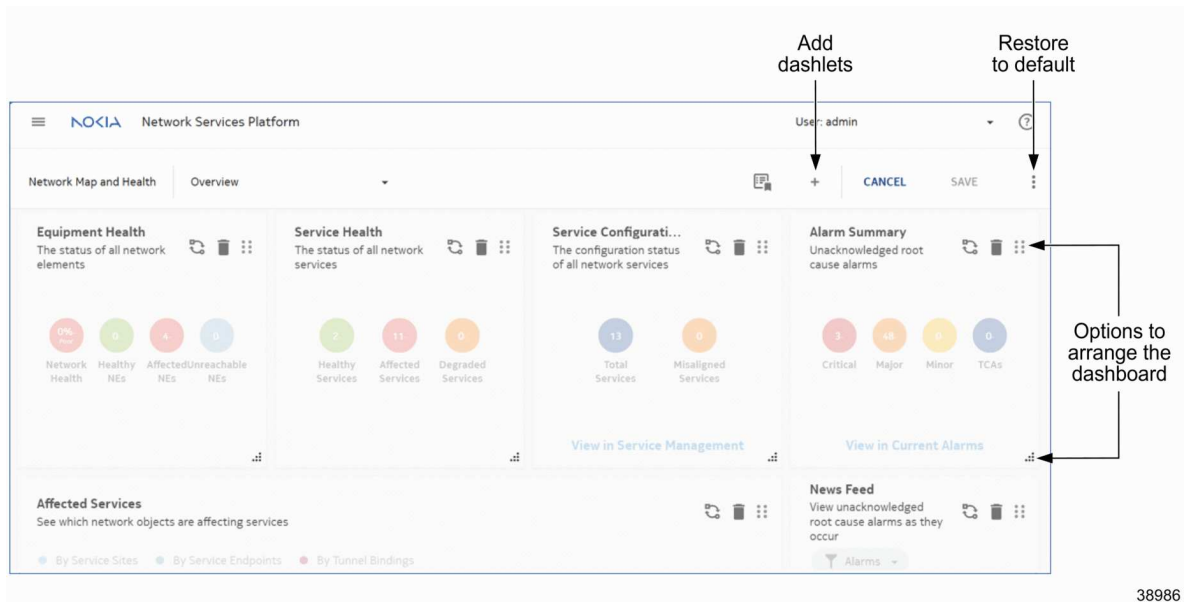 Add
dashlets
Restore
to default
NOKIA Network Services Platform
User: admin
?
Network Map and Health Overview
+ CANCEL SAVE
Equipment Health
The status of all network
elements
Service Health
The status of all network
services
Service Configurati...
The configuration status
of all network services
Alarm Summary
Unacknowledged root
cause alarms
Options to
arrange the
dashboard
0%
Poor
0
4
0
Network
Health
Healthy
NEs
Affected
NEs
Unreachable
NEs
2
11
0
Healthy
Services
Affected
Services
Degraded
Services
13
0
Total
Services
Misaligned
Services
3
48
0
0
Critical
Major
Minor
TCAs
View in Service Management
View in Current Alarms
Affected Services
See which network objects are affecting services
By Service Sites By Service Endpoints By Tunnel Bindings
News Feed
View unacknowledged
root cause alarms as they
occur
Alarms
38986